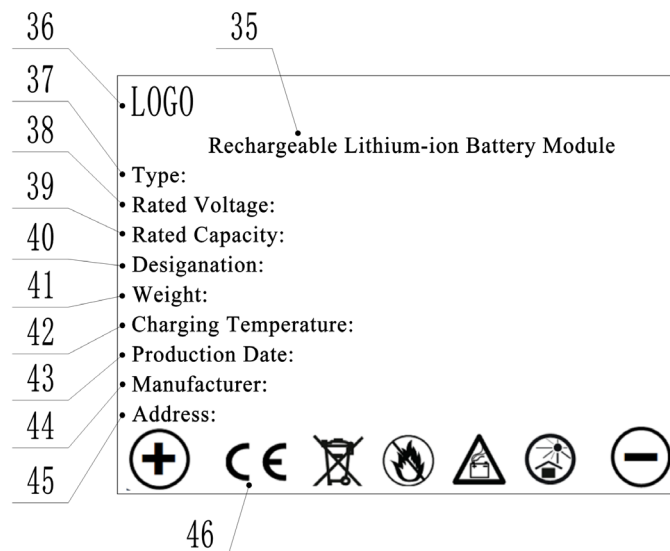 36
35
37
LOGO
38
Rechargeable Lithium-ion Battery Module
Type:
39
Rated Voltage:
40
Rated Capacity:
Desiganation:
41
Weight:
42
Charging Temperature:
43
Production Date:
Manufacturer:
44
Address:
45
CE
46